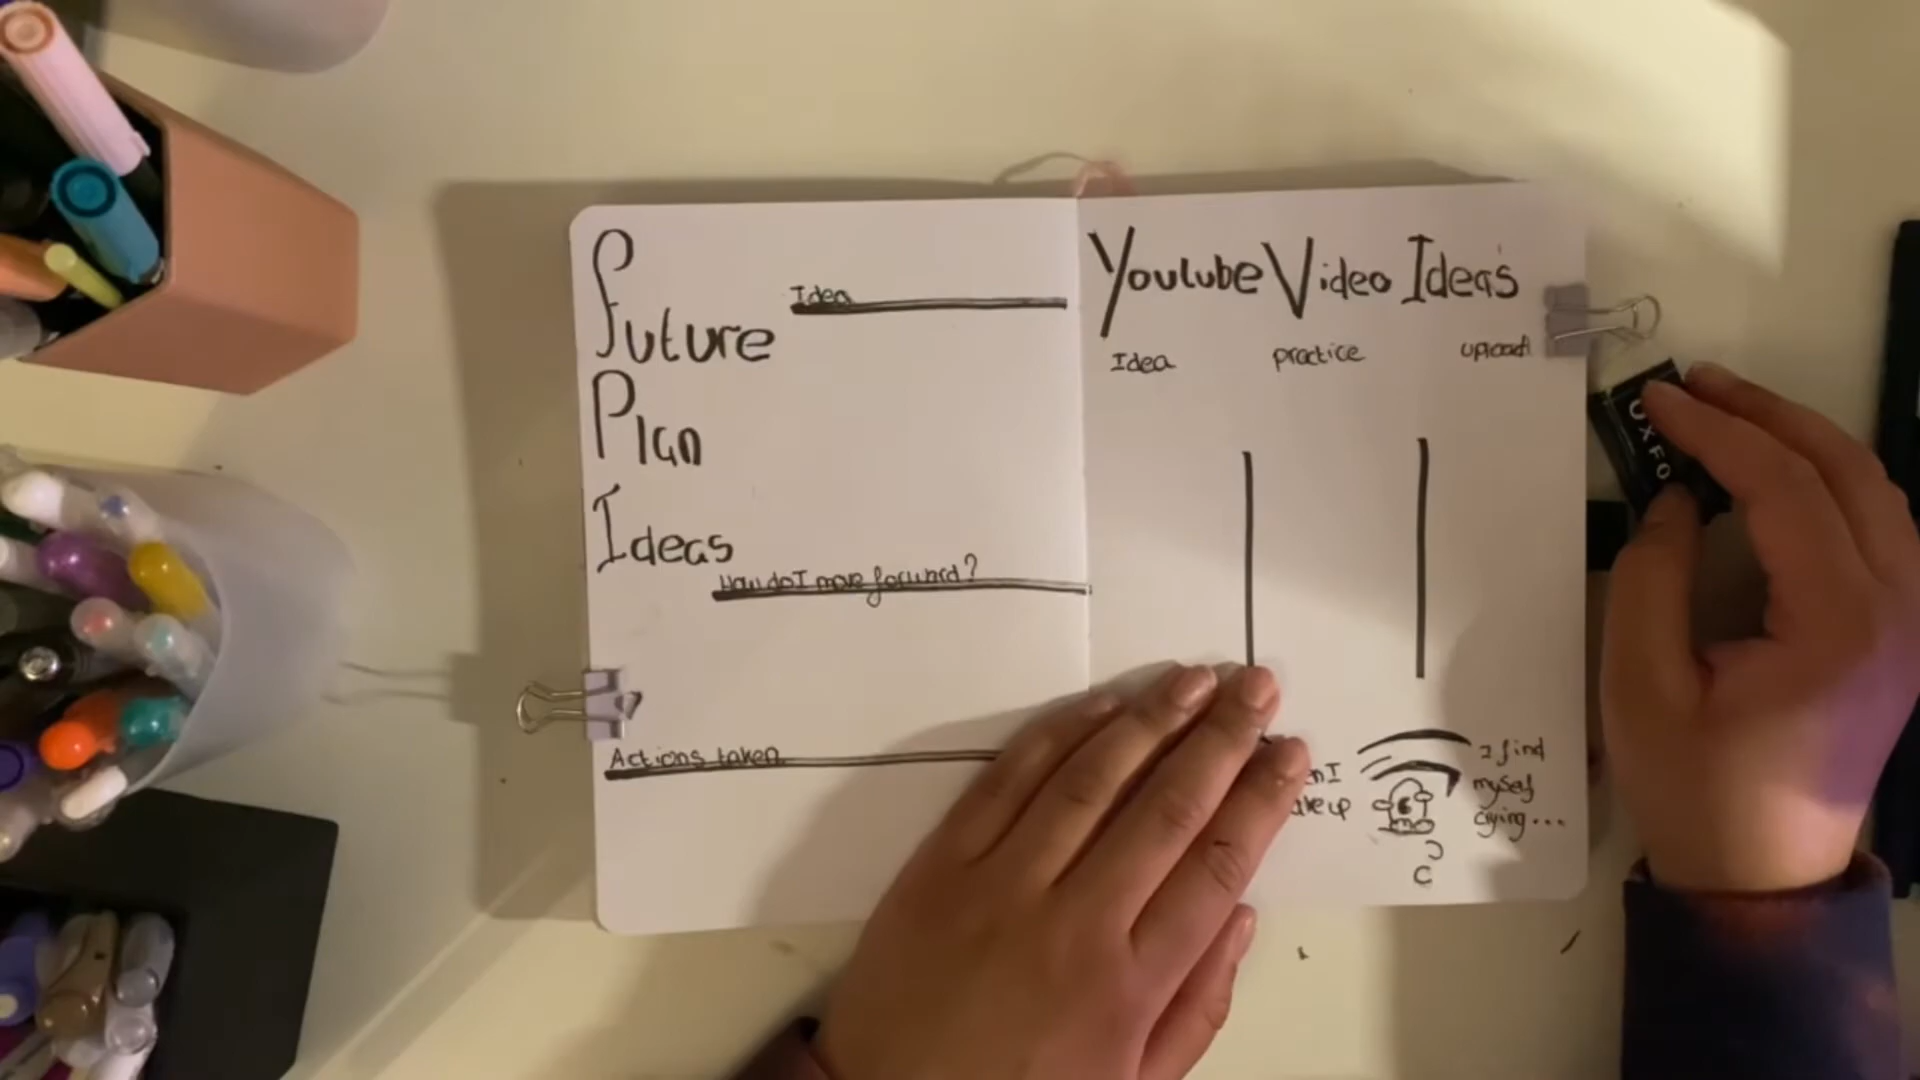 Future
Plan
Ideas
Idea
How do I move forward?
Actions taken
Youtube Video Ideas
Idea practice upload
I find
myself
crying...
OXFO